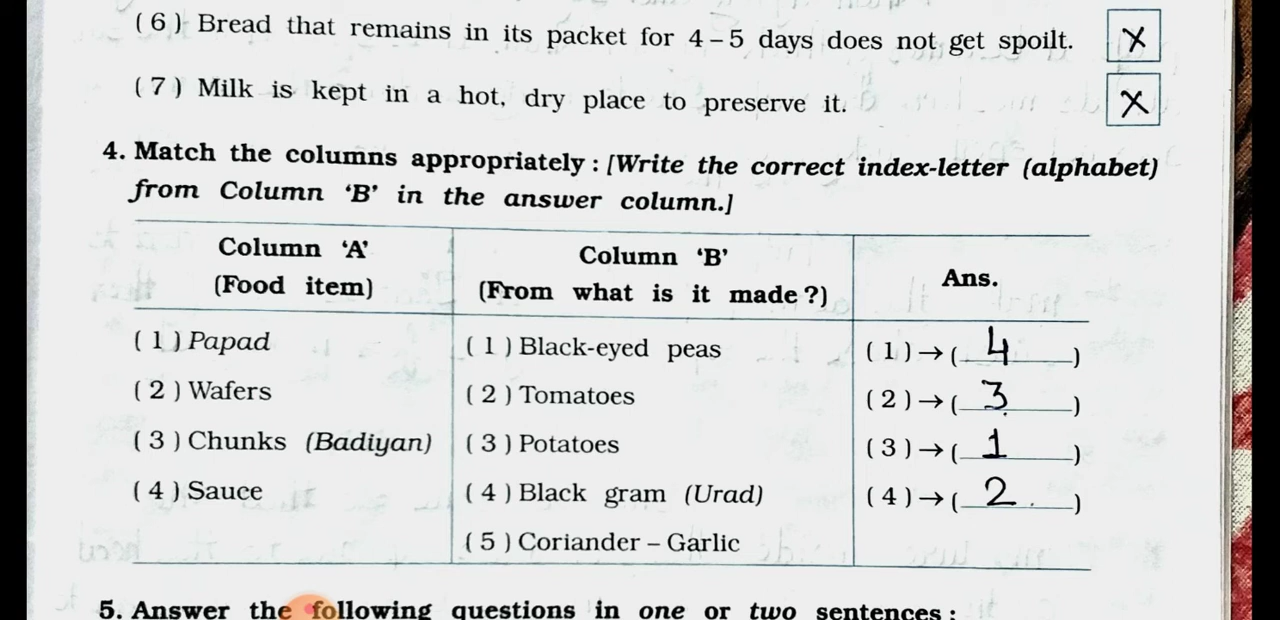 ( 6 ) Bread that remains in its packet for 4 – 5 days does not get spoilt. X
( 7 ) Milk is kept in a hot, dry place to preserve it. X
4. Match the columns appropriately : [Write the correct index-letter (alphabet)
from Column ‘B’ in the answer column.]
Column ‘A’ Column ‘B’ Ans.
(Food item) (From what is it made ?)
( 1 ) Papad ( 1 ) Black-eyed peas ( 1 ) → ( 4 )
( 2 ) Wafers ( 2 ) Tomatoes ( 2 ) → ( 3 )
( 3 ) Chunks (Badiyan) ( 3 ) Potatoes ( 3 ) → ( 1 )
( 4 ) Sauce ( 4 ) Black gram (Urad) ( 4 ) → ( 2 )
( 5 ) Coriander – Garlic
5. Answer the following questions in one or two sentences :